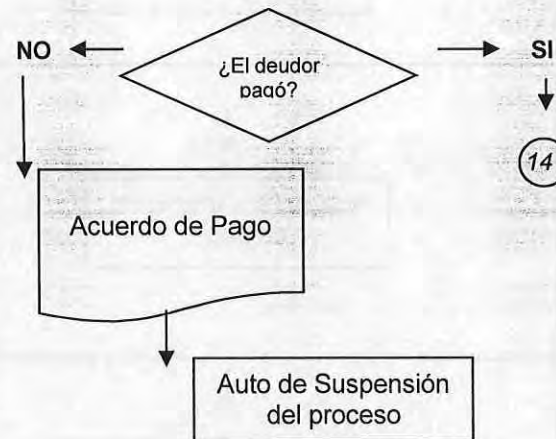 NO
¿El deudor
pagó?
SI
14
Acuerdo de Pago
Auto de Suspensión
del proceso